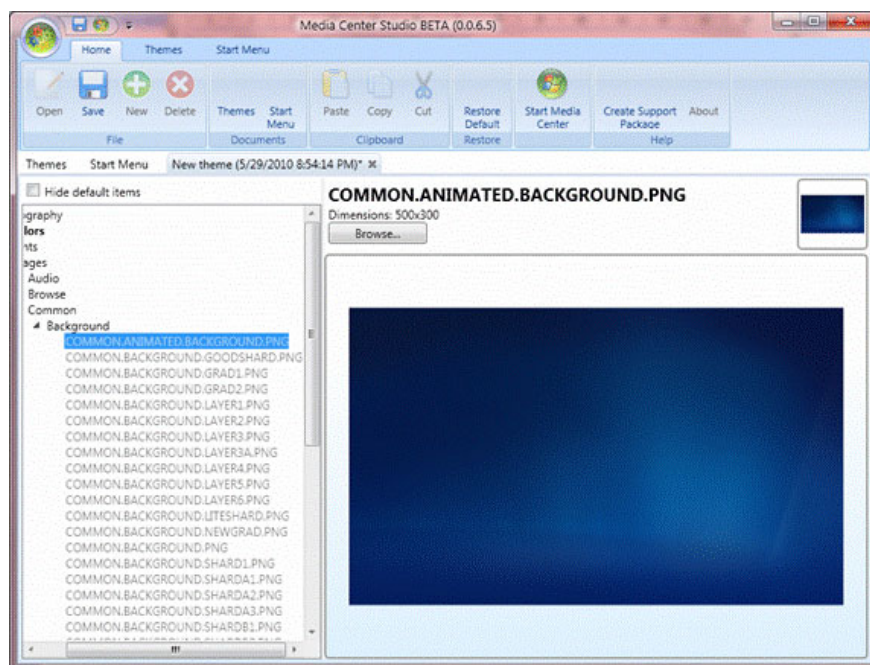 Media Center Studio BETA (0.0.6.5)
Home Themes Start Menu
Open Save New Delete Themes Start Menu Paste Copy Cut Restore Default Start Media Center Create Support Package About
File Documents Clipboard Restore Help
Themes Start Menu New theme (5/29/2010 8:54:14 PM)*
Hide default items
COMMON.ANIMATED.BACKGROUND.PNG
Dimensions: 500x300
Browse...
ography
lors
nts
ages
Audio
Browse
Common
Background
COMMON.ANIMATED.BACKGROUND.PNG
COMMON.BACKGROUND.GOODSHARD.PNG
COMMON.BACKGROUND.GRAD1.PNG
COMMON.BACKGROUND.GRAD2.PNG
COMMON.BACKGROUND.LAYER1.PNG
COMMON.BACKGROUND.LAYER2.PNG
COMMON.BACKGROUND.LAYER3.PNG
COMMON.BACKGROUND.LAYER3A.PNG
COMMON.BACKGROUND.LAYER4.PNG
COMMON.BACKGROUND.LAYER5.PNG
COMMON.BACKGROUND.LAYER6.PNG
COMMON.BACKGROUND.LITESHARD.PNG
COMMON.BACKGROUND.NEWGRAD.PNG
COMMON.BACKGROUND.PNG
COMMON.BACKGROUND.SHARD1.PNG
COMMON.BACKGROUND.SHARDA1.PNG
COMMON.BACKGROUND.SHARDA2.PNG
COMMON.BACKGROUND.SHARDA3.PNG
COMMON.BACKGROUND.SHARDB1.PNG